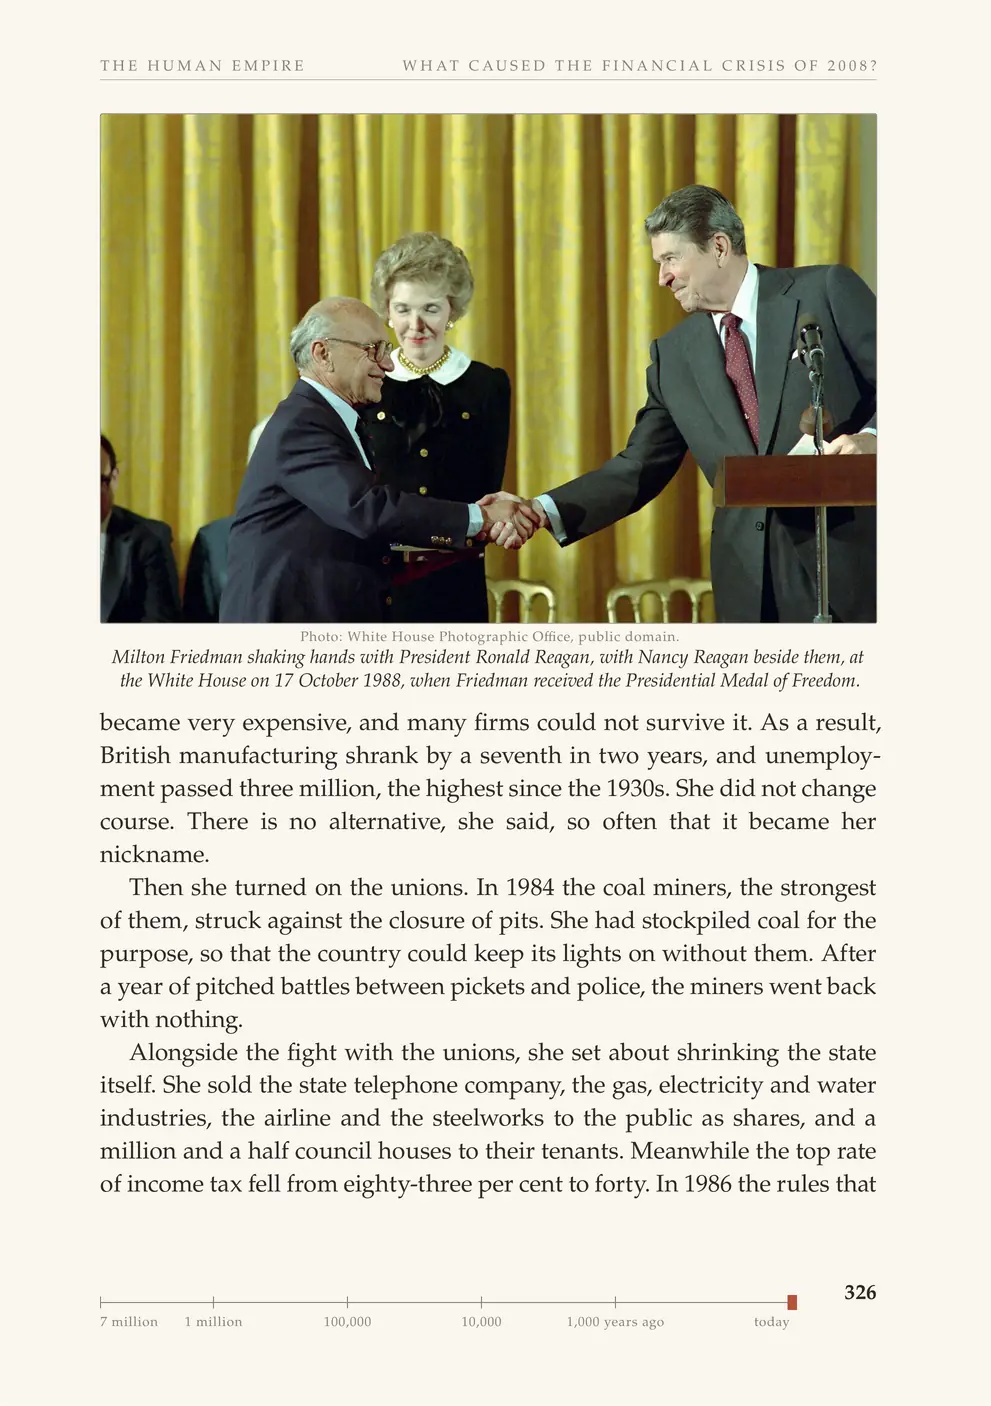 THE HUMAN EMPIRE
WHAT CAUSED THE FINANCIAL CRISIS OF 2008?
Photo: White House Photographic Office, public domain.
Milton Friedman shaking hands with President Ronald Reagan, with Nancy Reagan beside them, at
the White House on 17 October 1988, when Friedman received the Presidential Medal of Freedom.
became very expensive, and many firms could not survive it. As a result,
British manufacturing shrank by a seventh in two years, and unemploy-
ment passed three million, the highest since the 1930s. She did not change
course. There is no alternative, she said, so often that it became her
nickname.
Then she turned on the unions. In 1984 the coal miners, the strongest
of them, struck against the closure of pits. She had stockpiled coal for the
purpose, so that the country could keep its lights on without them. After
a year of pitched battles between pickets and police, the miners went back
with nothing.
Alongside the fight with the unions, she set about shrinking the state
itself. She sold the state telephone company, the gas, electricity and water
industries, the airline and the steelworks to the public as shares, and a
million and a half council houses to their tenants. Meanwhile the top rate
of income tax fell from eighty-three per cent to forty. In 1986 the rules that
326
7 million
1 million
100,000
10,000
1,000 years ago
today